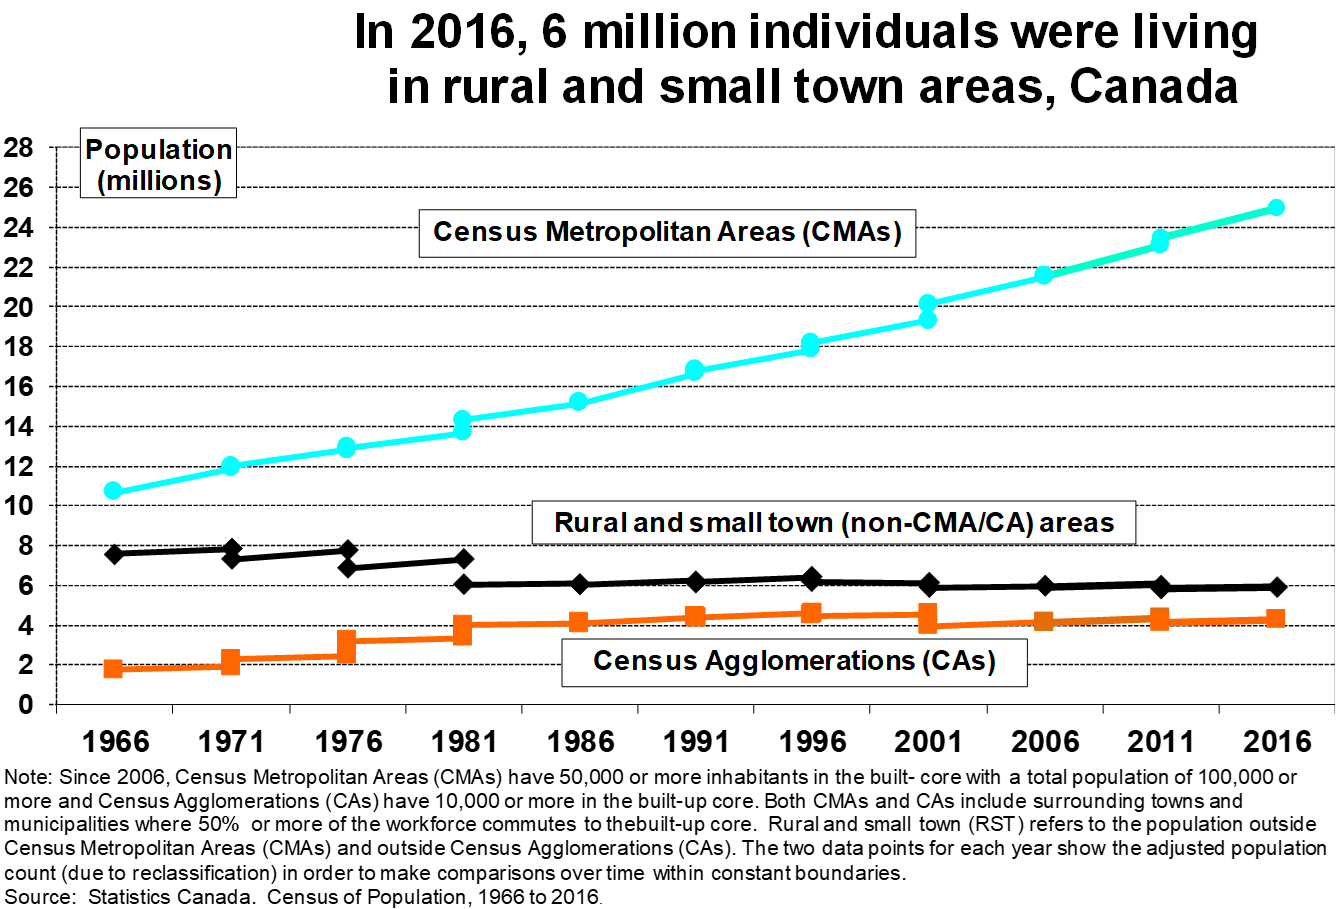 In 2016, 6 million individuals were living
in rural and small town areas, Canada
28
26
24
22
20
18
16
14
12
10
8
6
4
2
0
Population
(millions)
Census Metropolitan Areas (CMAs)
Rural and small town (non-CMA/CA) areas
Census Agglomerations (CAs)
1966 1971 1976 1981 1986 1991 1996 2001 2006 2011 2016
Note: Since 2006, Census Metropolitan Areas (CMAs) have 50,000 or more inhabitants in the built- core with a total population of 100,000 or
more and Census Agglomerations (CAs) have 10,000 or more in the built-up core. Both CMAs and CAs include surrounding towns and
municipalities where 50% or more of the workforce commutes to thebuilt-up core. Rural and small town (RST) refers to the population outside
Census Metropolitan Areas (CMAs) and outside Census Agglomerations (CAs). The two data points for each year show the adjusted population
count (due to reclassification) in order to make comparisons over time within constant boundaries.
Source: Statistics Canada. Census of Population, 1966 to 2016.